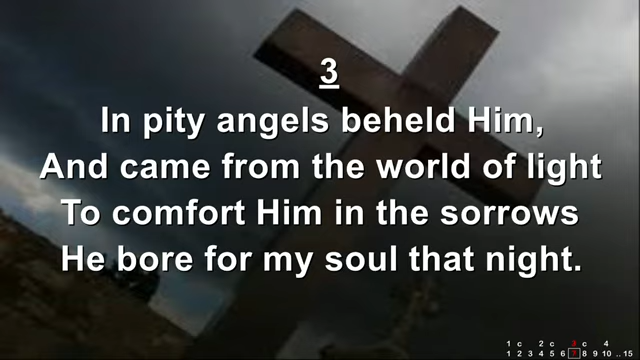 3
In pity angels beheld Him,
And came from the world of light
To comfort Him in the sorrows
He bore for my soul that night.
1 c 2 c 3 c 4
1 2 3 4 5 6 7 8 9 10 .. 15